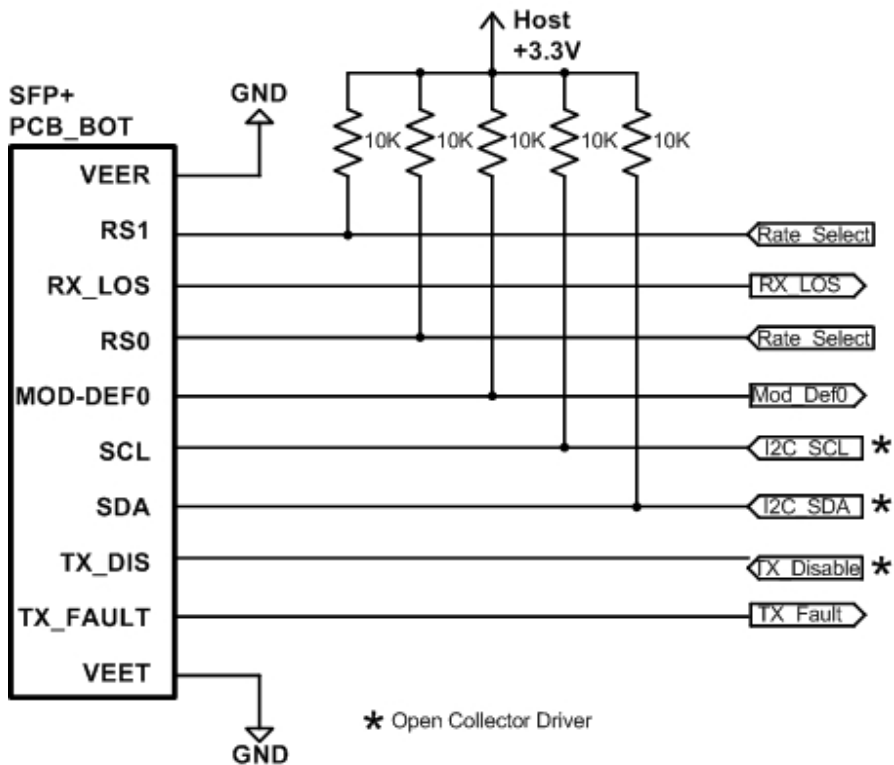 Host
+3.3V
SFP+
PCB_BOT
GND
10K 10K 10K 10K 10K
VEER
RS1
Rate_Select
RX_LOS
RX_LOS
RS0
Rate_Select
MOD-DEF0
Mod_Def0
SCL
I2C_SCL *
SDA
I2C_SDA *
TX_DIS
TX_Disable *
TX_FAULT
TX_Fault
VEET
* Open Collector Driver
GND